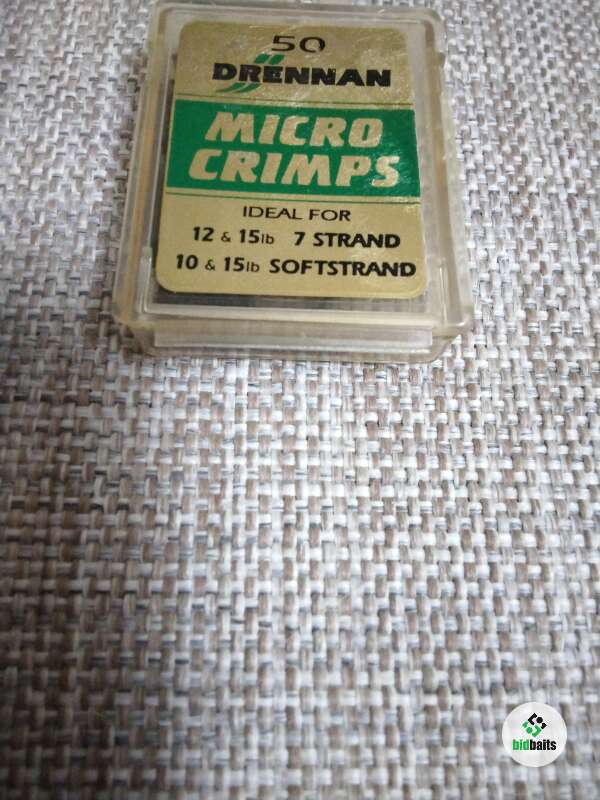 50
DRENNAN
MICRO
CRIMPS
IDEAL FOR
12 & 15lb 7 STRAND
10 & 15lb SOFTSTRAND
bidbaits